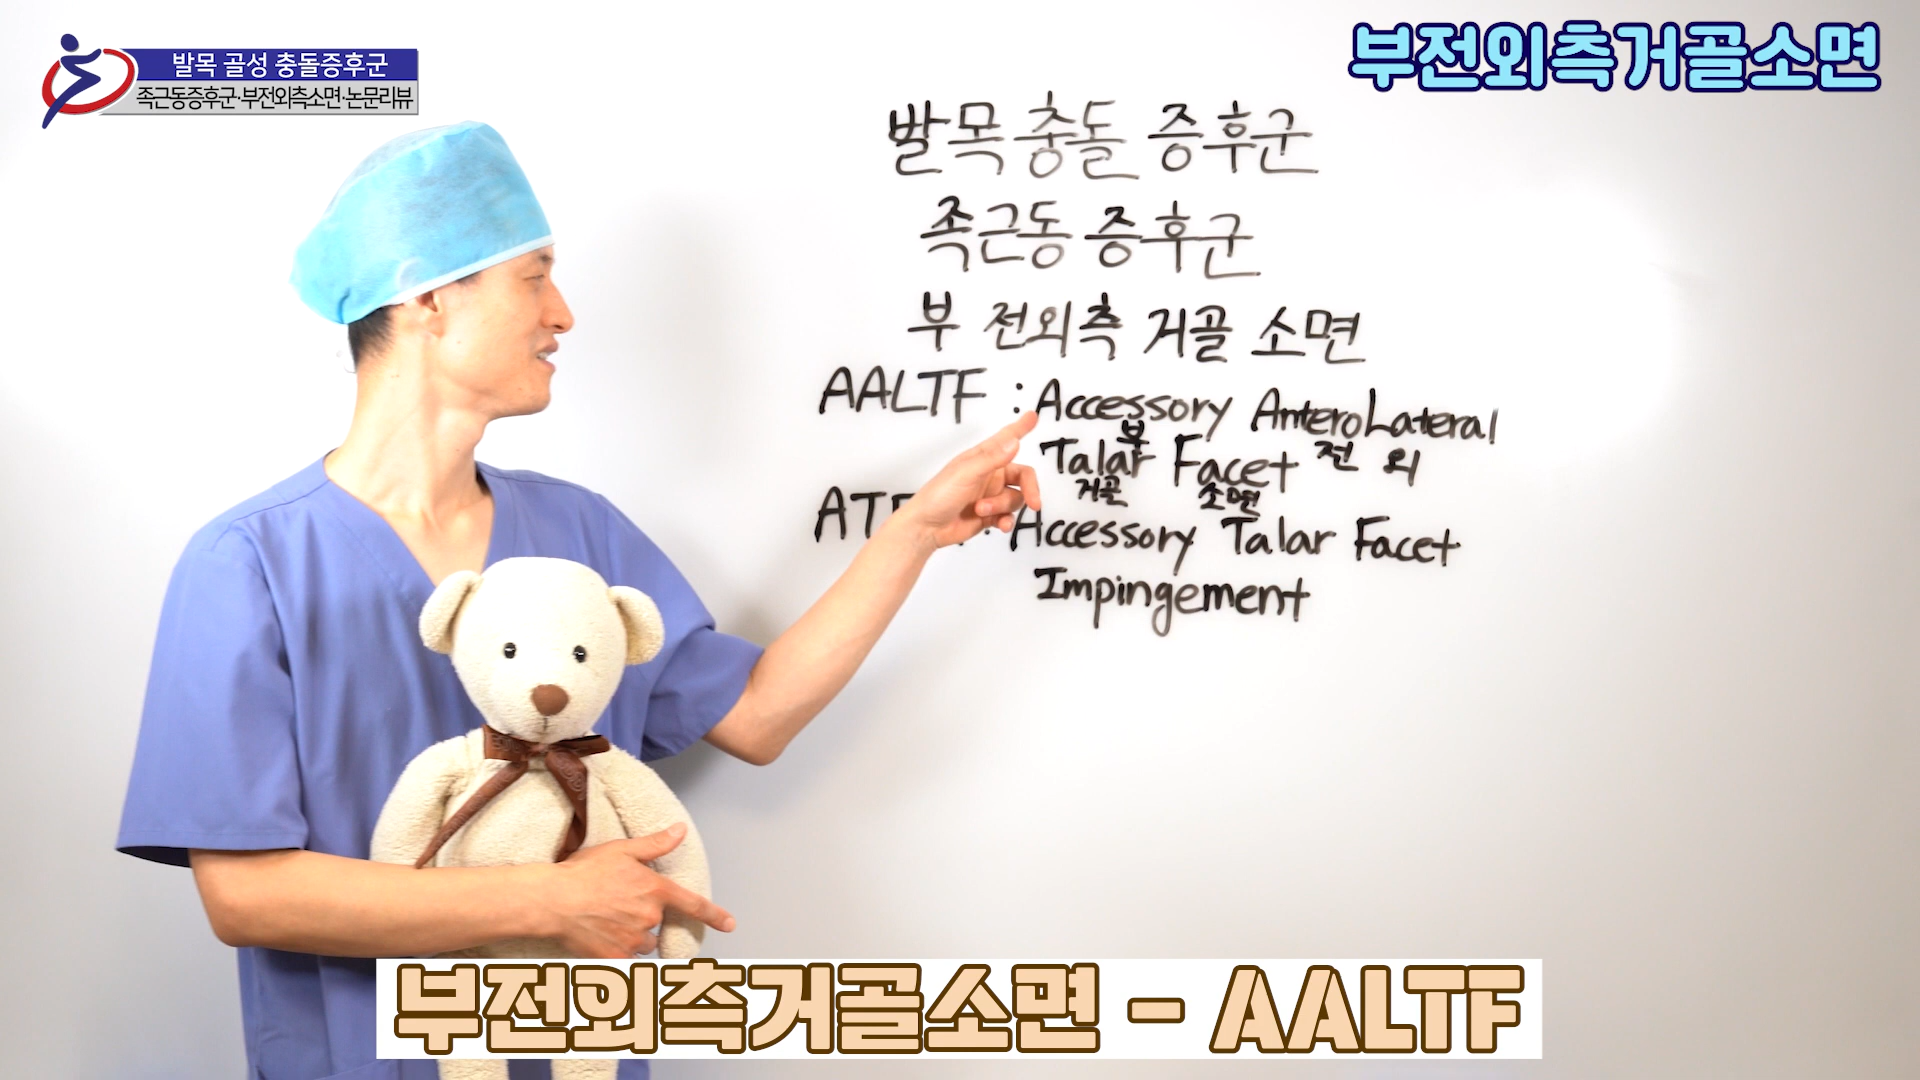 발목 골성 충돌증후군
족근동증후군·부전외측소면·논문리뷰
부전외측거골소면
발목 충돌 증후군
족근동 증후군
부 전외측 거골 소면
AALTF : Accessory AnteroLateral
부 전 외
Talar Facet
거골 소면
Accessory Talar Facet
Impingement
부전외측거골소면 - AALTF